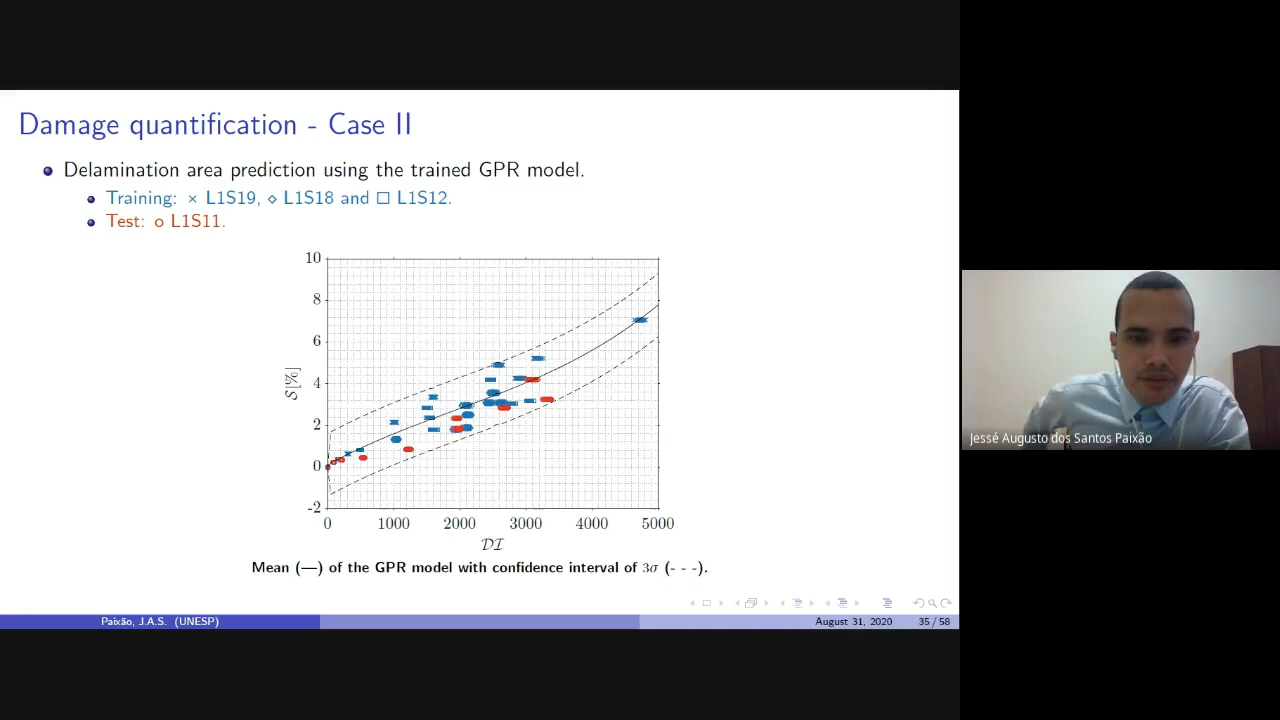 Damage quantification - Case II
Delamination area prediction using the trained GPR model.
Training: × L1S19, ⋄ L1S18 and □ L1S12.
Test: o L1S11.
10
8
6
4
2
0
-2
S[%]
0 1000 2000 3000 4000 5000
DI
Mean (—) of the GPR model with confidence interval of 3σ (- - -).
Paixão, J.A.S. (UNESP) August 31, 2020 35 / 58
Jessé Augusto dos Santos Paixão